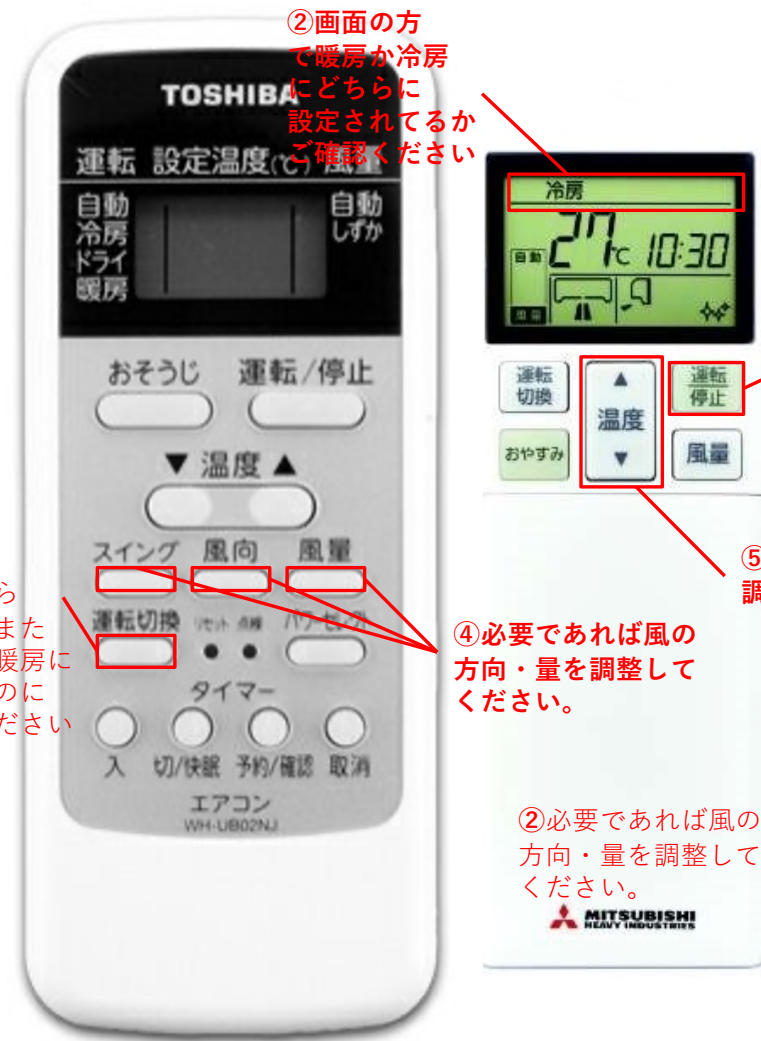 ②画面の方
で暖房か冷房
にどちらに
設定されてるか
ご確認ください
TOSHIBA
運転 設定温度(℃) 風量
自動 自動
冷房 しずか
ドライ
暖房
おそうじ 運転/停止
▼ 温度 ▲
スイング 風向 風量
運転切換 リセット 点検 パワーセレクト
タイマー
入 切/快眠 予約/確認 取消
エアコン
WH-UB02NJ
ら
また
暖房に
のに
ださい
④必要であれば風の
方向・量を調整して
ください。
冷房
自動 27℃ 10:30
風量
運転
切換
▲
温度
▼
運転
停止
おやすみ
風量
⑤
調
②必要であれば風の
方向・量を調整して
ください。
MITSUBISHI
HEAVY INDUSTRIES